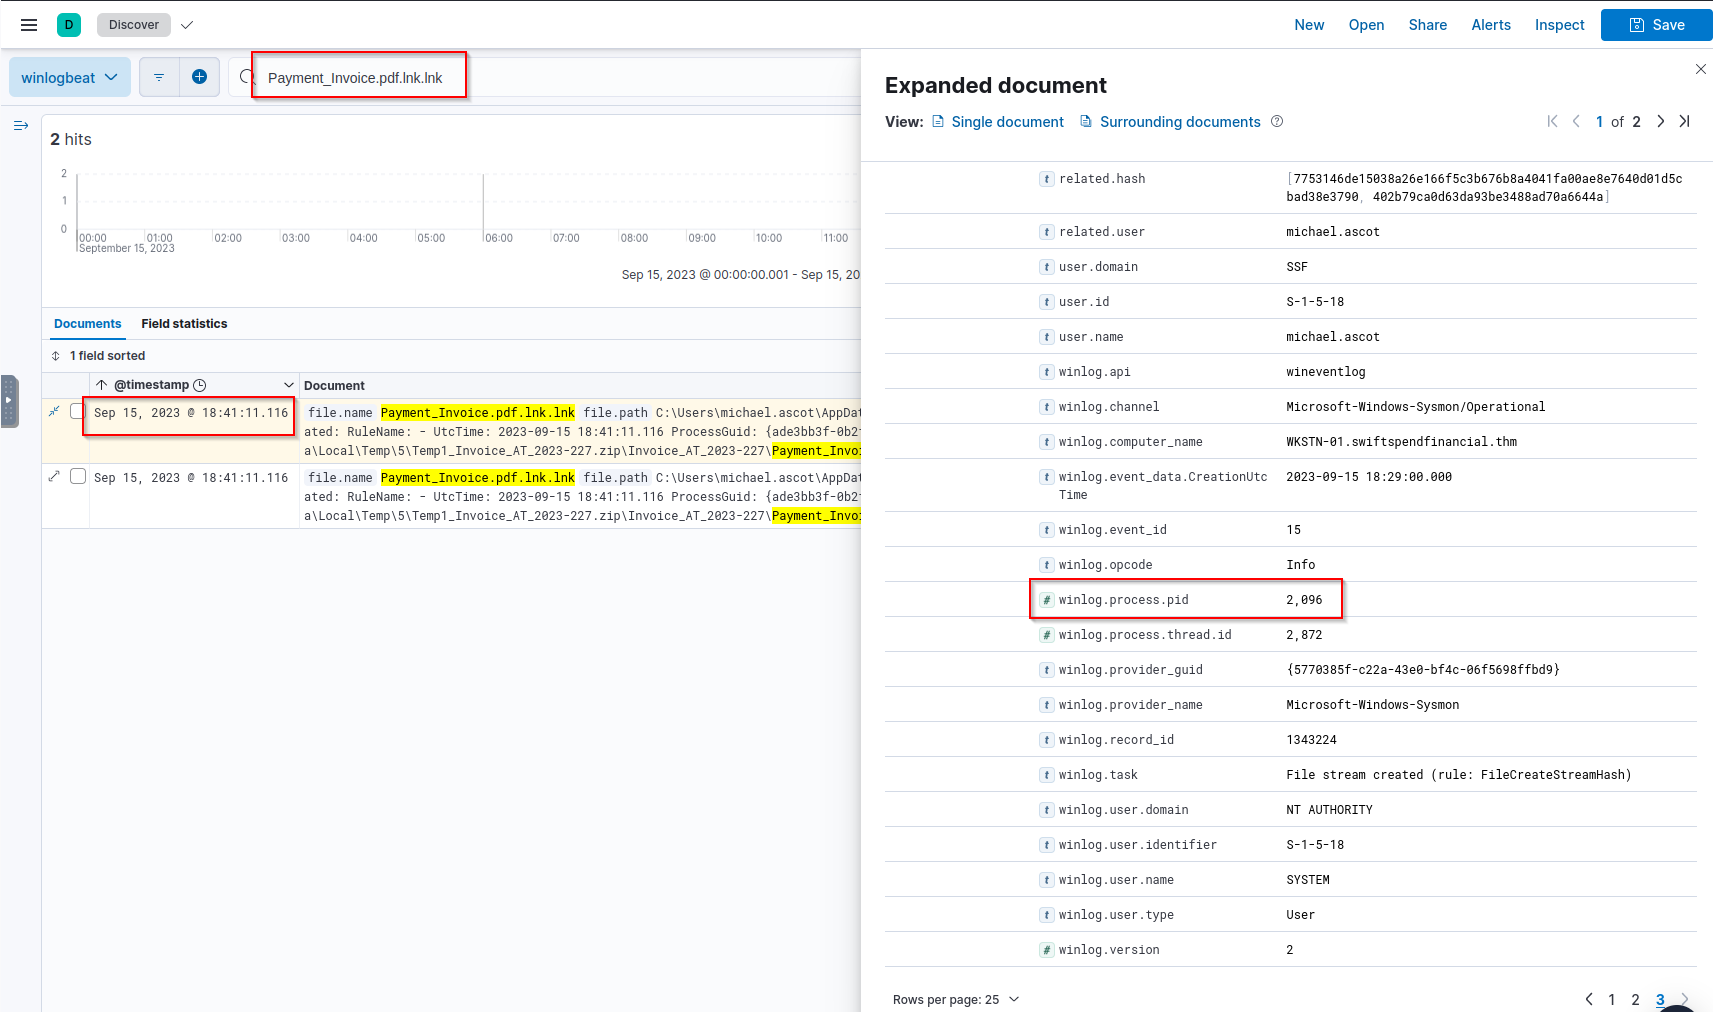 D Discover New Open Share Alerts Inspect Save
winlogbeat Payment_Invoice.pdf.lnk.lnk
2 hits
2
1
0
00:00 01:00 02:00 03:00 04:00 05:00 06:00 07:00 08:00 09:00 10:00 11:00
September 15, 2023
Sep 15, 2023 @ 00:00:00.001 - Sep 15, 20
Documents Field statistics
1 field sorted
@timestamp Document
Sep 15, 2023 @ 18:41:11.116 file.name Payment_Invoice.pdf.lnk.lnk file.path C:\Users\michael.ascot\AppDat
ated: RuleName: - UtcTime: 2023-09-15 18:41:11.116 ProcessGuid: {ade3bb3f-0b2
a\Local\Temp\5\Temp1_Invoice_AT_2023-227.zip\Invoice_AT_2023-227\Payment_Invoi
Sep 15, 2023 @ 18:41:11.116 file.name Payment_Invoice.pdf.lnk.lnk file.path C:\Users\michael.ascot\AppDat
ated: RuleName: - UtcTime: 2023-09-15 18:41:11.116 ProcessGuid: {ade3bb3f-0b2
a\Local\Temp\5\Temp1_Invoice_AT_2023-227.zip\Invoice_AT_2023-227\Payment_Invoi
Expanded document
View: Single document Surrounding documents 1 of 2
related.hash [7753146de15038a26e166f5c3b676b8a4041fa00ae8e7640d01d5c
bad38e3790, 402b79ca0d63da93be3488ad70a6644a]
related.user michael.ascot
user.domain SSF
user.id S-1-5-18
user.name michael.ascot
winlog.api wineventlog
winlog.channel Microsoft-Windows-Sysmon/Operational
winlog.computer_name WKSTN-01.swiftspendfinancial.thm
winlog.event_data.CreationUtc 2023-09-15 18:29:00.000
Time
winlog.event_id 15
winlog.opcode Info
winlog.process.pid 2,096
winlog.process.thread.id 2,872
winlog.provider_guid {5770385f-c22a-43e0-bf4c-06f5698ffbd9}
winlog.provider_name Microsoft-Windows-Sysmon
winlog.record_id 1343224
winlog.task File stream created (rule: FileCreateStreamHash)
winlog.user.domain NT AUTHORITY
winlog.user.identifier S-1-5-18
winlog.user.name SYSTEM
winlog.user.type User
winlog.version 2
Rows per page: 25 1 2 3